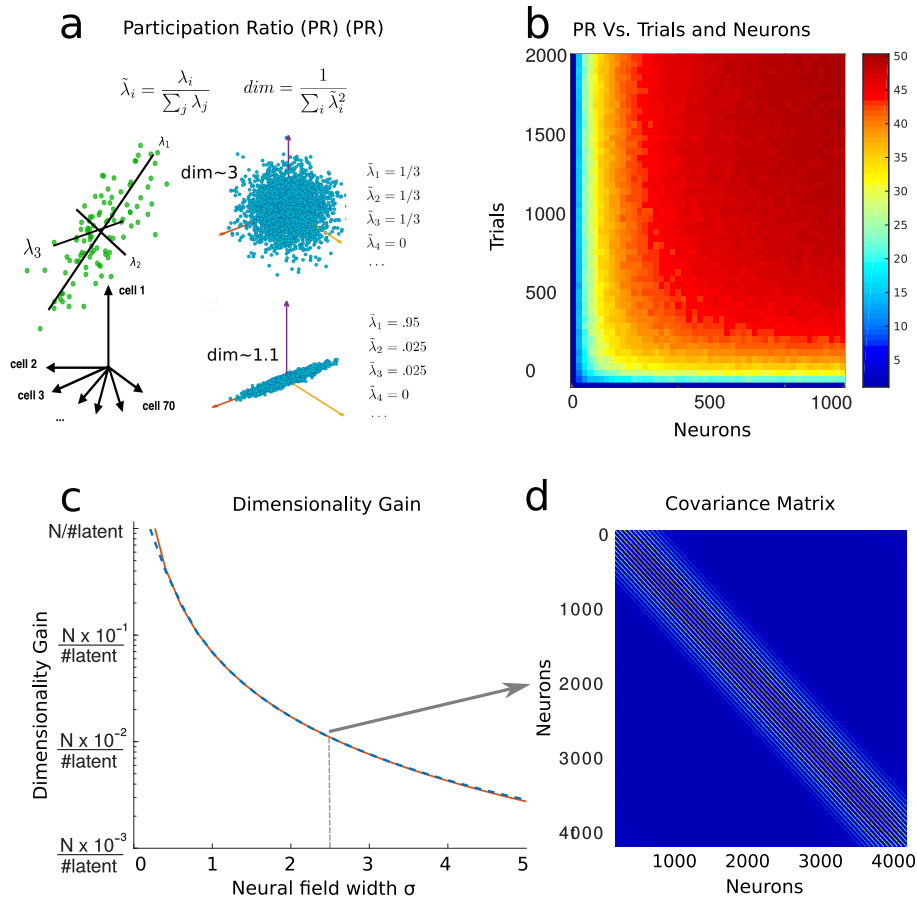 a
Participation Ratio (PR) (PR)
λ̃ᵢ = λᵢ / ∑ⱼ λⱼ
dim = 1 / ∑ᵢ λ̃ᵢ²
λ₁
λ₃
λ₂
cell 1
cell 2
cell 3
...
cell 70
dim~3
λ̃₁ = 1/3
λ̃₂ = 1/3
λ̃₃ = 1/3
λ̃₄ = 0
...
dim~1.1
λ̃₁ = .95
λ̃₂ = .025
λ̃₃ = .025
λ̃₄ = 0
...
b
PR Vs. Trials and Neurons
2000
1500
1000
500
0
Trials
0
500
1000
Neurons
50
45
40
35
30
25
20
15
10
5
c
Dimensionality Gain
N/#latent
N x 10⁻¹
#latent
N x 10⁻²
#latent
N x 10⁻³
#latent
Dimensionality Gain
0
1
2
3
4
5
Neural field width σ
d
Covariance Matrix
0
1000
2000
3000
4000
Neurons
1000
2000
3000
4000
Neurons